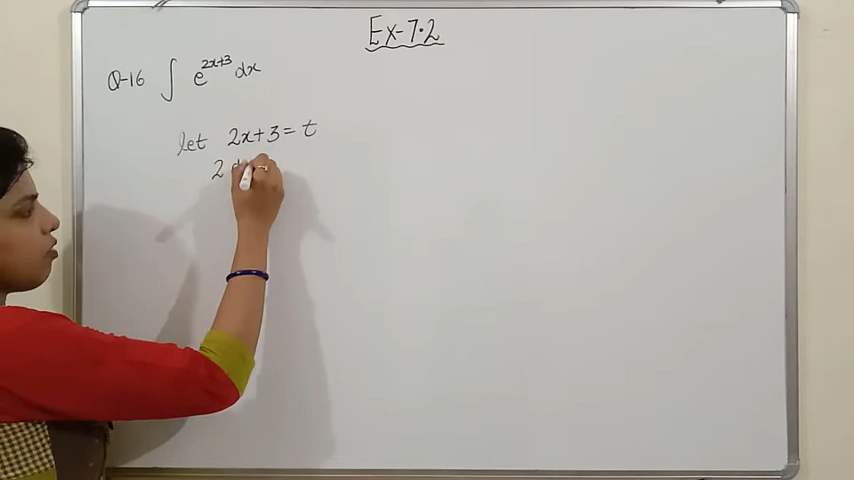 Ex-7.2
Q-16 ∫ e^{2x+3} dx
let 2x+3 = t
2 d